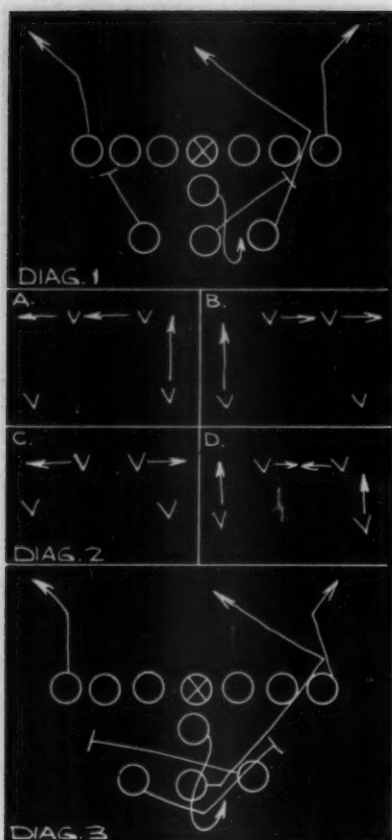 DIAG. 1
A. B.
V V V V
V V V V
C. D.
V V V V
V V V V
DIAG. 2
DIAG. 3